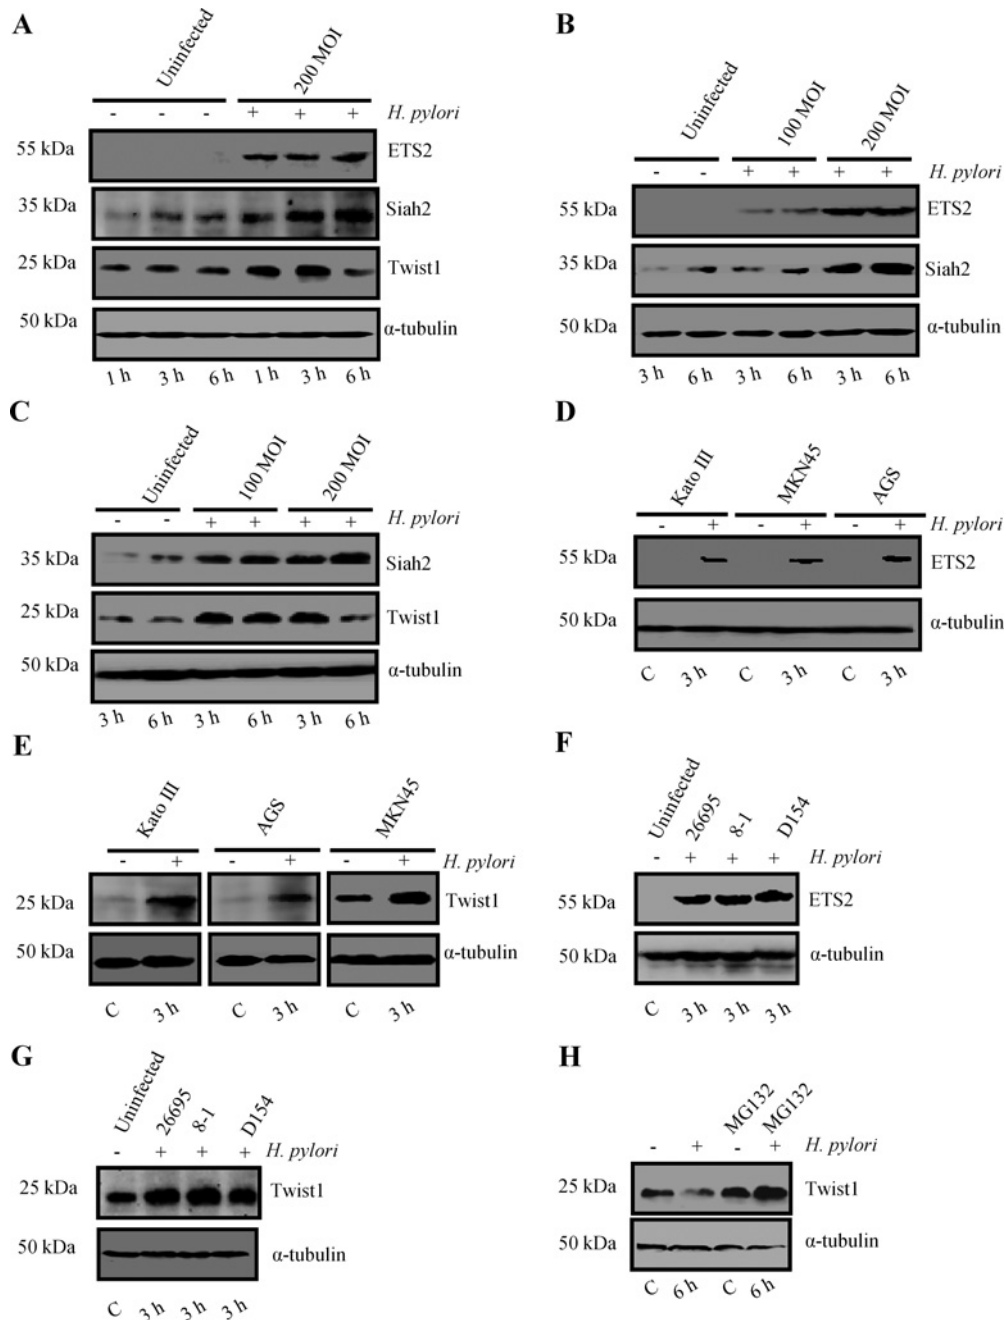 A
Uninfected 200 MOI
- - - + + + H. pylori
55 kDa ETS2
35 kDa Siah2
25 kDa Twist1
50 kDa α-tubulin
1 h 3 h 6 h 1 h 3 h 6 h
B
Uninfected 100 MOI 200 MOI
- - + + + + H. pylori
55 kDa ETS2
35 kDa Siah2
50 kDa α-tubulin
3 h 6 h 3 h 6 h 3 h 6 h
C
Uninfected 100 MOI 200 MOI
- - + + + + H. pylori
35 kDa Siah2
25 kDa Twist1
50 kDa α-tubulin
3 h 6 h 3 h 6 h 3 h 6 h
D
Kato III MKN45 AGS
- + - + - + H. pylori
55 kDa ETS2
50 kDa α-tubulin
C 3 h C 3 h C 3 h
E
Kato III AGS MKN45
- + - + - + H. pylori
25 kDa Twist1
50 kDa α-tubulin
C 3 h C 3 h C 3 h
F
Uninfected 26695 8-1 D154
- + + + H. pylori
55 kDa ETS2
50 kDa α-tubulin
C 3 h 3 h 3 h
G
Uninfected 26695 8-1 D154
- + + + H. pylori
25 kDa Twist1
50 kDa α-tubulin
C 3 h 3 h 3 h
H
MG132 MG132
- + - + H. pylori
25 kDa Twist1
50 kDa α-tubulin
C 6 h C 6 h